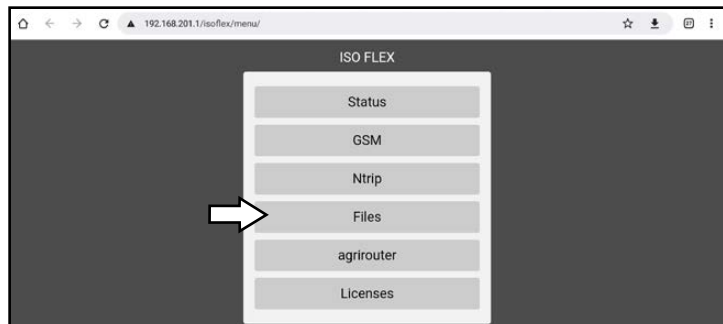 192.168.201.1/isoflex/menu/
ISO FLEX
Status
GSM
Ntrip
Files
agrirouter
Licenses